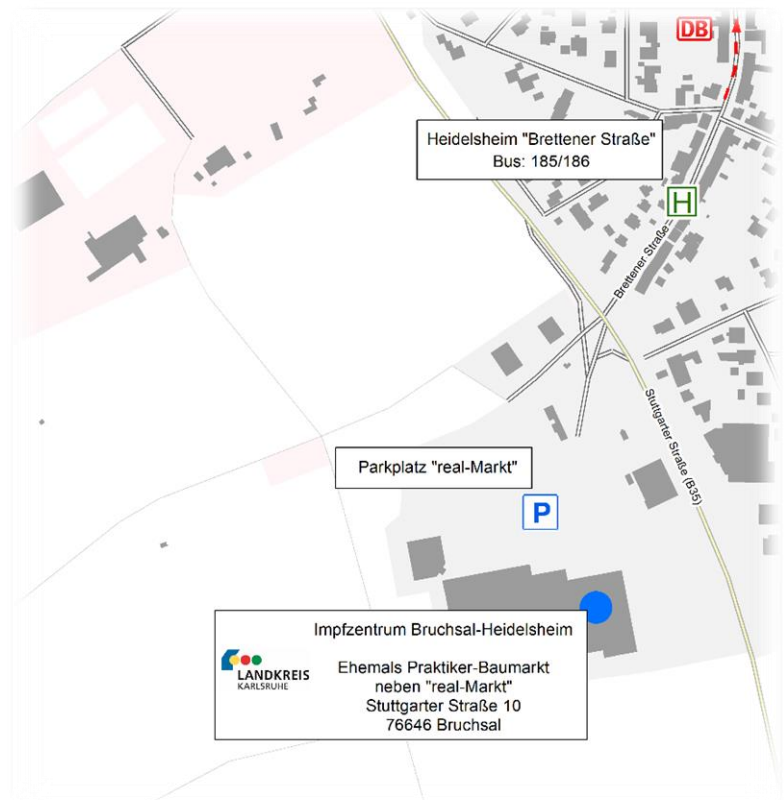 DB
Heidelsheim "Brettener Straße"
Bus: 185/186
H
Brettener Straße
Stuttgarter Straße (B35)
Parkplatz "real-Markt"
P
Impfzentrum Bruchsal-Heidelsheim
LANDKREIS
KARLSRUHE
Ehemals Praktiker-Baumarkt
neben "real-Markt"
Stuttgarter Straße 10
76646 Bruchsal